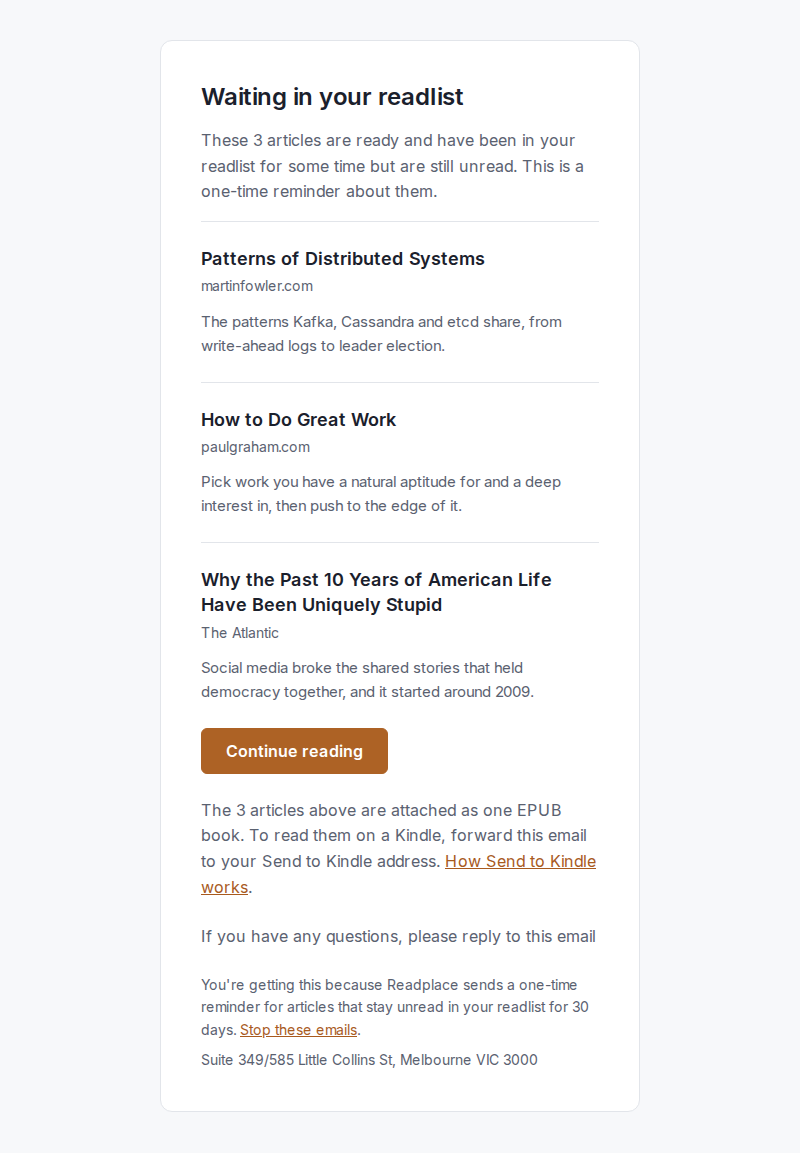 Waiting in your readlist
These 3 articles are ready and have been in your
readlist for some time but are still unread. This is a
one-time reminder about them.
Patterns of Distributed Systems
martinfowler.com
The patterns Kafka, Cassandra and etcd share, from
write-ahead logs to leader election.
How to Do Great Work
paulgraham.com
Pick work you have a natural aptitude for and a deep
interest in, then push to the edge of it.
Why the Past 10 Years of American Life
Have Been Uniquely Stupid
The Atlantic
Social media broke the shared stories that held
democracy together, and it started around 2009.
Continue reading
The 3 articles above are attached as one EPUB
book. To read them on a Kindle, forward this email
to your Send to Kindle address. How Send to Kindle
works.
If you have any questions, please reply to this email
You're getting this because Readplace sends a one-time
reminder for articles that stay unread in your readlist for 30
days. Stop these emails.
Suite 349/585 Little Collins St, Melbourne VIC 3000